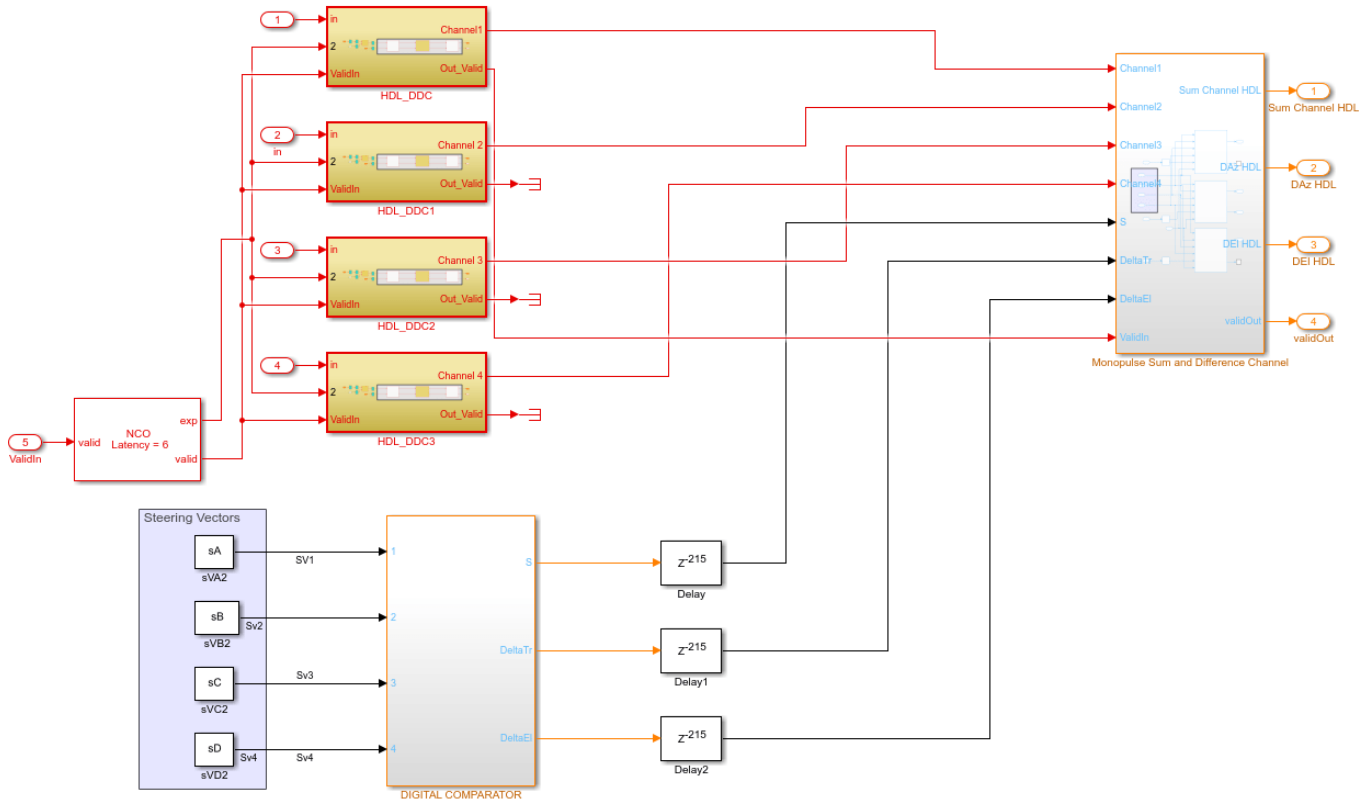 1
in
2
ValidIn
Channel1
Out_Valid
HDL_DDC
2
in
in
2
ValidIn
Channel 2
Out_Valid
HDL_DDC1
3
in
2
ValidIn
Channel 3
Out_Valid
HDL_DDC2
4
in
2
ValidIn
Channel 4
Out_Valid
HDL_DDC3
5
ValidIn
valid
NCO
Latency = 6
exp
valid
Channel1
Channel2
Channel3
Channel4
S
DeltaTr
DeltaEl
ValidIn
Sum Channel HDL
DAz HDL
DEl HDL
validOut
Monopulse Sum and Difference Channel
1
Sum Channel HDL
2
DAz HDL
3
DEl HDL
4
validOut
Steering Vectors
sA
sVA2
SV1
sB
sVB2
Sv2
sC
sVC2
Sv3
sD
sVD2
Sv4
Sv4
1
2
3
4
S
DeltaTr
DeltaEl
DIGITAL COMPARATOR
z-215
Delay
z-215
Delay1
z-215
Delay2